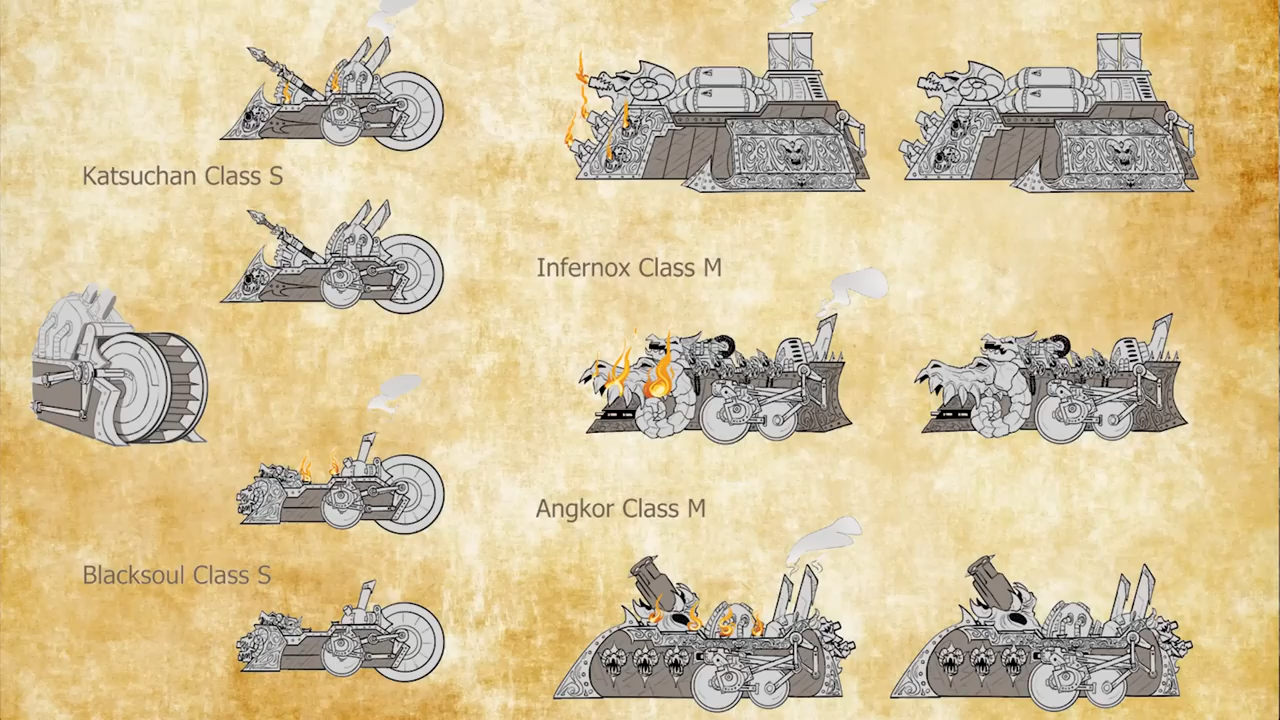 Katsuchan Class S
Infernox Class M
Angkor Class M
Blacksoul Class S